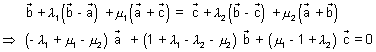 b⃗+λ₁(b⃗-a⃗)+μ₁(a⃗+c⃗) = c⃗+λ₂(b⃗-c⃗)+μ₂(a⃗+b⃗)
⇒ (-λ₁+μ₁-μ₂) a⃗ + (1+λ₁-λ₂-μ₂) b⃗ + (μ₁-1+λ₂) c⃗ = 0